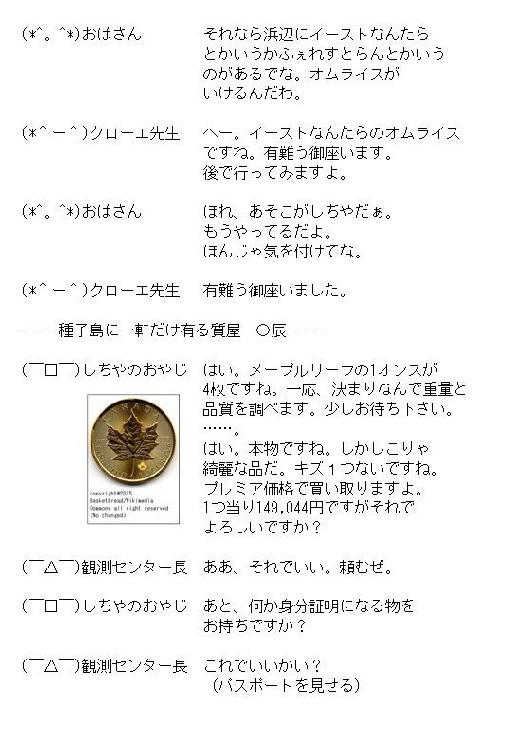 (*^。^*)おばさん それなら浜辺にイーストなんたら
とかいうかふぇれすとらんとかいう
のがあるでな。オムライスが
いけるんだわ。
(*＾ー＾)クローエ先生 へー。イーストなんたらのオムライス
ですね。有難う御座います。
後で行ってみますよ。
(*^。^*)おばさん ほれ、あそこがしちやだぁ。
もうやってるだよ。
ほんじゃ気を付けてな。
(*＾ー＾)クローエ先生 有難う御座いました。
種子島に一軒だけ有る質屋 〇辰
(￣□￣)しちやのおやじ はい。メープルリーフの1オンスが
4枚ですね。一応、決まりなんで重量と
品質を調べます。少しお待ち下さい。
……。
はい。本物ですね。しかしこりゃ
綺麗な品だ。キズ１つないですね。
プレミア価格で買い取りますよ。
1つ当り149,044円ですがそれで
よろしいですか？
copyright@2015
Basketbread/Wikimedia
Commons all right reserved
(No changed)
(￣△￣)観測センター長 ああ、それでいい。頼むぜ。
(￣□￣)しちやのおやじ あと、何か身分証明になる物を
お持ちですか？
(￣△￣)観測センター長 これでいいかい？
（パスポートを見せる）